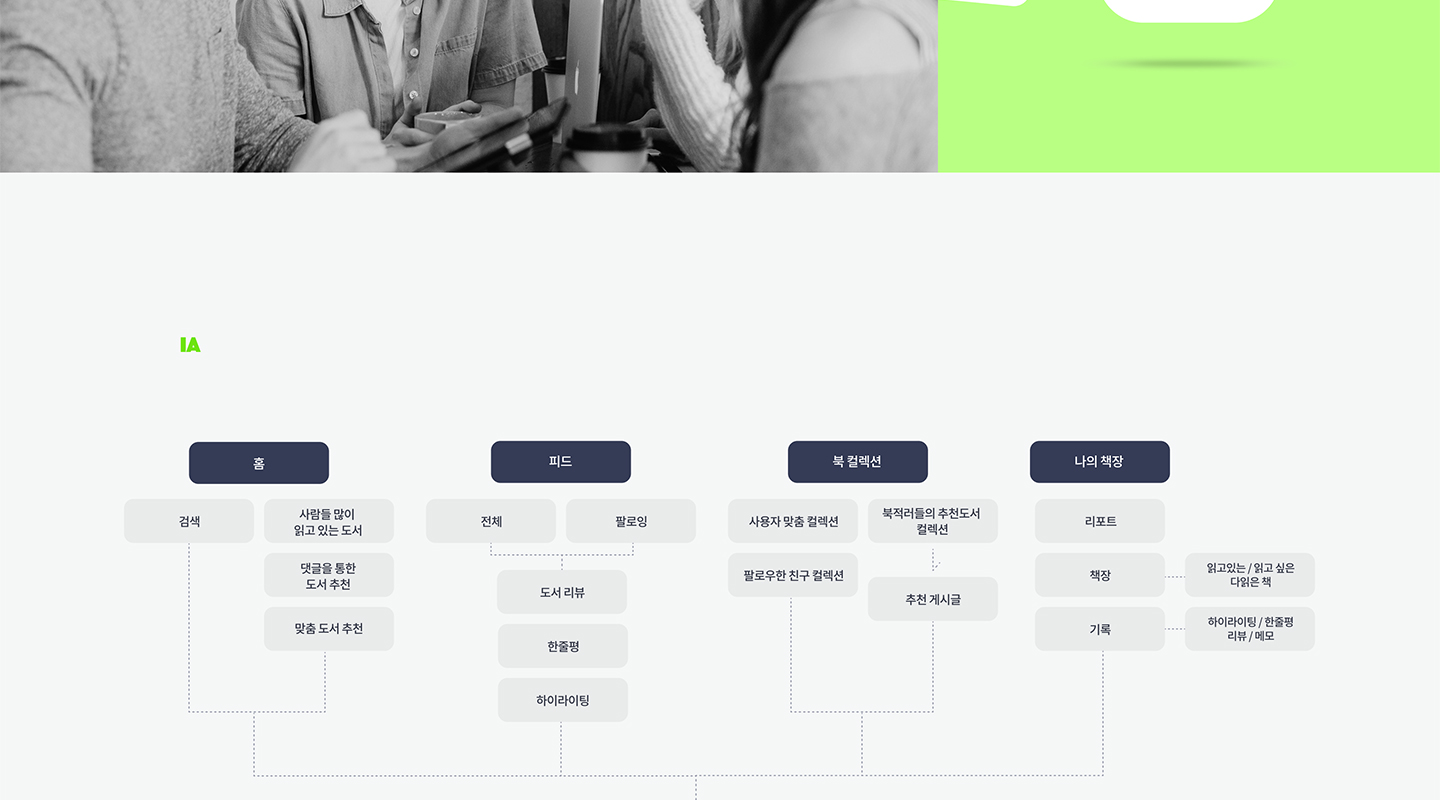 IA
홈
피드
북 컬렉션
나의 책장
검색
사람들 많이
읽고 있는 도서
댓글을 통한
도서 추천
맞춤 도서 추천
전체
팔로잉
도서 리뷰
한줄평
하이라이팅
사용자 맞춤 컬렉션
북적러들의 추천도서
컬렉션
팔로우한 친구 컬렉션
추천 게시글
리포트
책장
읽고있는 / 읽고 싶은
다읽은 책
기록
하이라이팅 / 한줄평
리뷰 / 메모